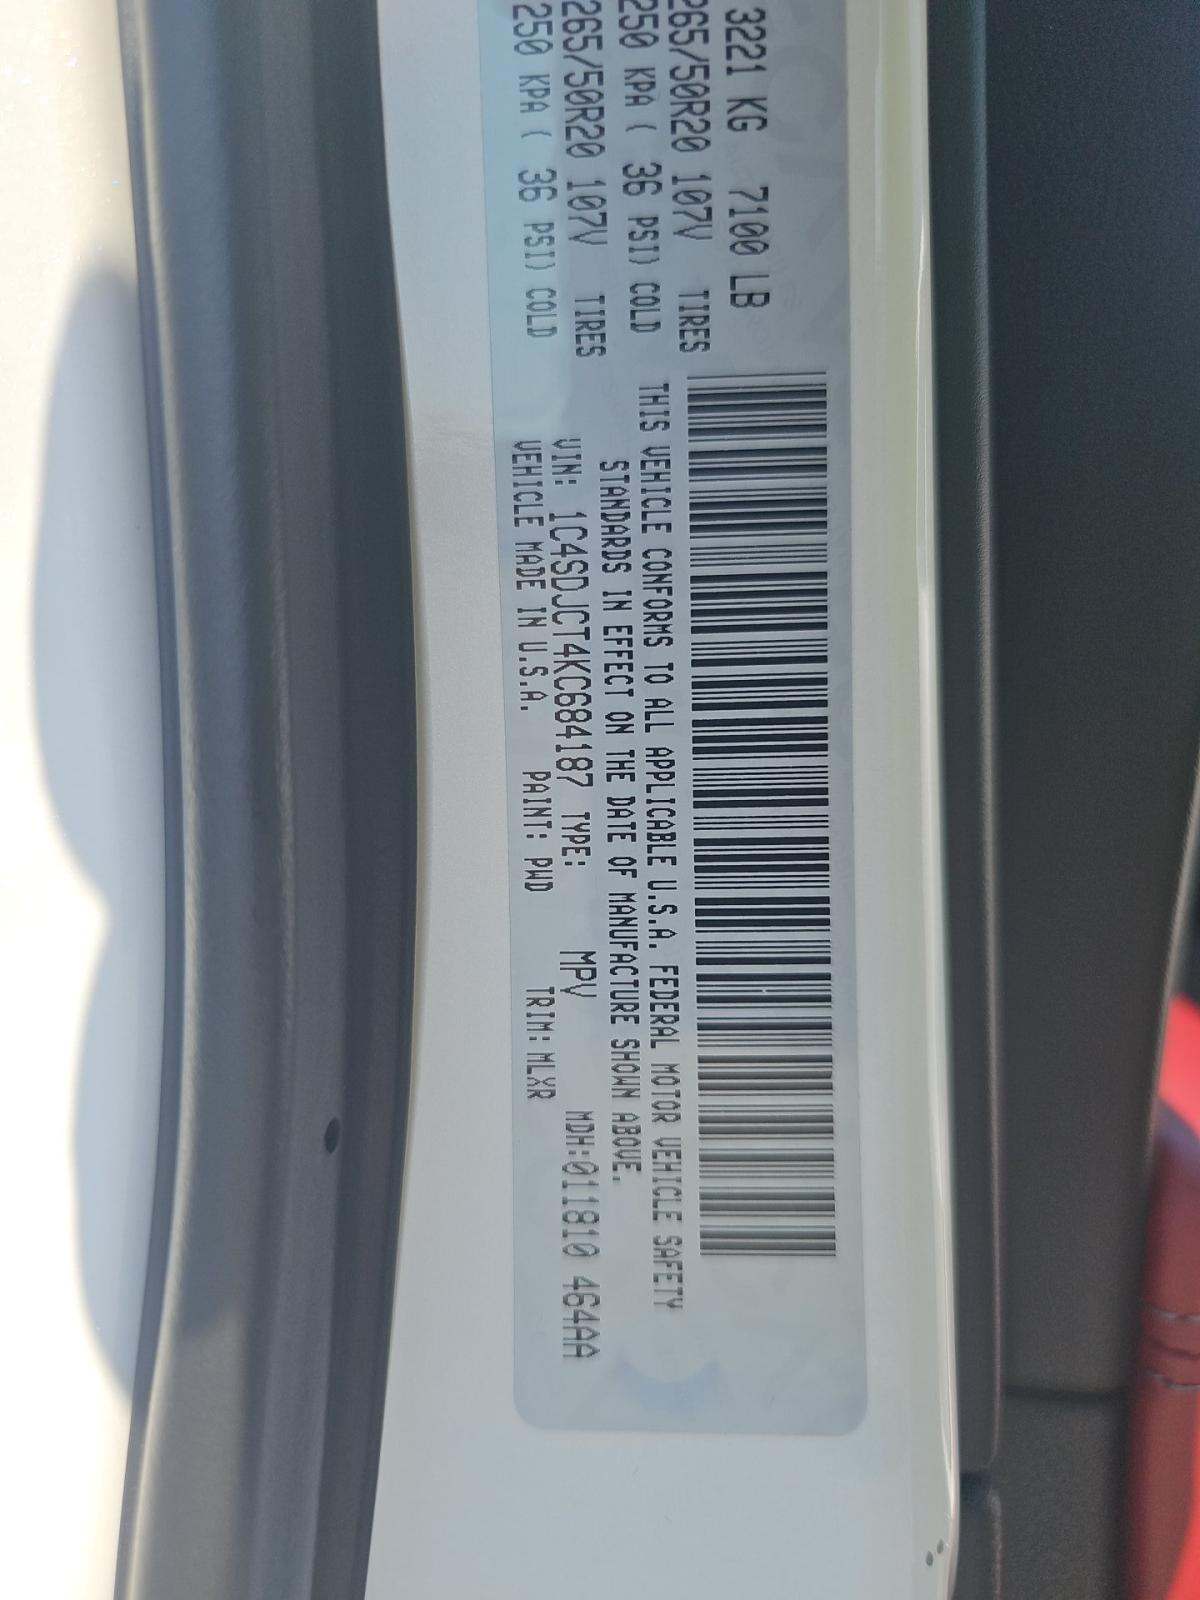 3221 KG 7100 LB
265/50R20 107V TIRES
250 KPA ( 36 PSI) COLD
265/50R20 107V TIRES
250 KPA ( 36 PSI) COLD
THIS VEHICLE CONFORMS TO ALL APPLICABLE U.S.A. FEDERAL MOTOR VEHICLE SAFETY
STANDARDS IN EFFECT ON THE DATE OF MANUFACTURE SHOWN ABOVE.
VIN: 1C4SDJCT4KC684187 TYPE: MPV MDH:011810 464AA
VEHICLE MADE IN U.S.A. PAINT: PWD TRIM: MLXR